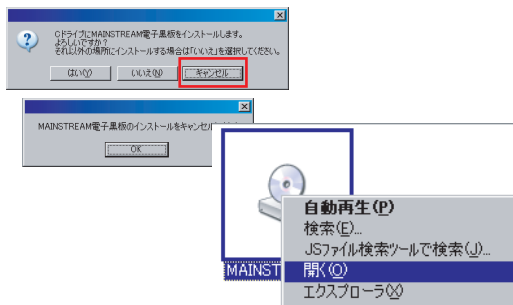 CドライブにMAINSTREAM電子黒板をインストールします。
よろしいですか？
それ以外の場所にインストールする場合は「いいえ」を選択してください。
はい(Y)
いいえ(N)
キャンセル
MAINSTREAM電子黒板のインストールをキャンセル
OK
MAINST
自動再生(P)
検索(E)...
JSファイル検索ツールで検索(J)...
開く(O)
エクスプローラ(X)